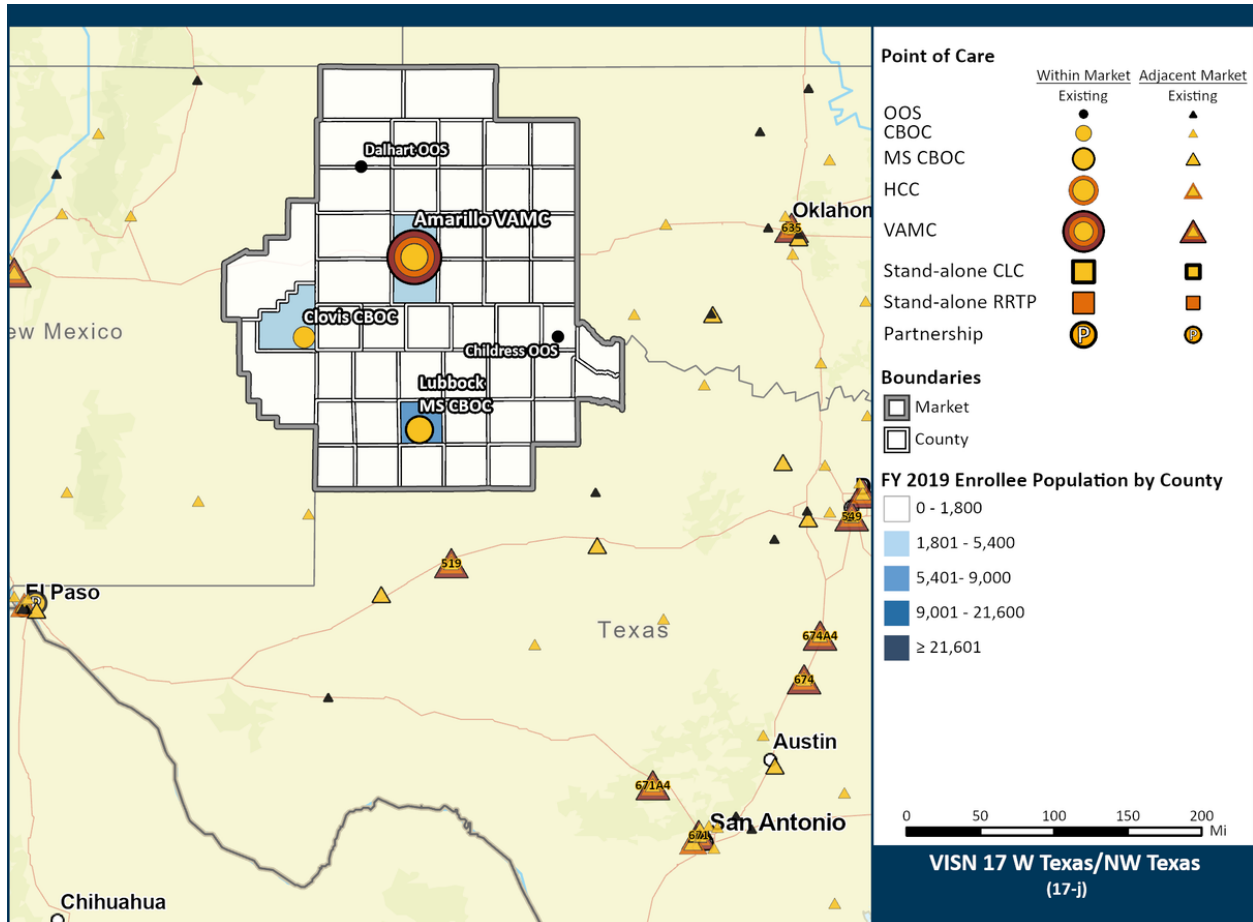 Dalhart OOS
Amarillo VAMC
Clovis CBOC
Childress OOS
Lubbock
MS CBOC
Oklahom
635
ew Mexico
549
519
El Paso
P
Texas
674A4
674
Austin
671A4
San Antonio
671
Chihuahua
Point of Care
Within Market Adjacent Market
Existing Existing
OOS
CBOC
MS CBOC
HCC
VAMC
Stand-alone CLC
Stand-alone RRTP
Partnership P P
Boundaries
Market
County
FY 2019 Enrollee Population by County
0 - 1,800
1,801 - 5,400
5,401- 9,000
9,001 - 21,600
≥ 21,601
0 50 100 150 200
Mi
VISN 17 W Texas/NW Texas
(17-j)